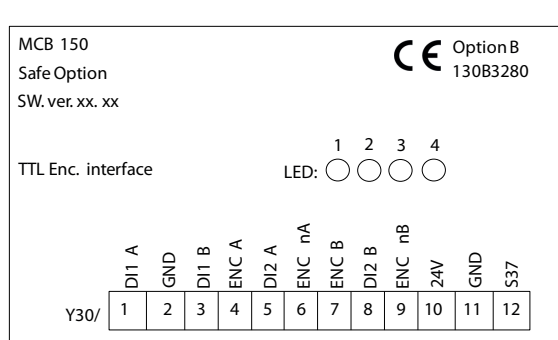 MCB 150
Safe Option
SW. ver. xx. xx
CE Option B
130B3280
1 2 3 4
TTL Enc. interface LED:
DI1 A GND DI1 B ENC A DI2 A ENC nA ENC B DI2 B ENC nB 24V GND S37
Y30/ 1 2 3 4 5 6 7 8 9 10 11 12